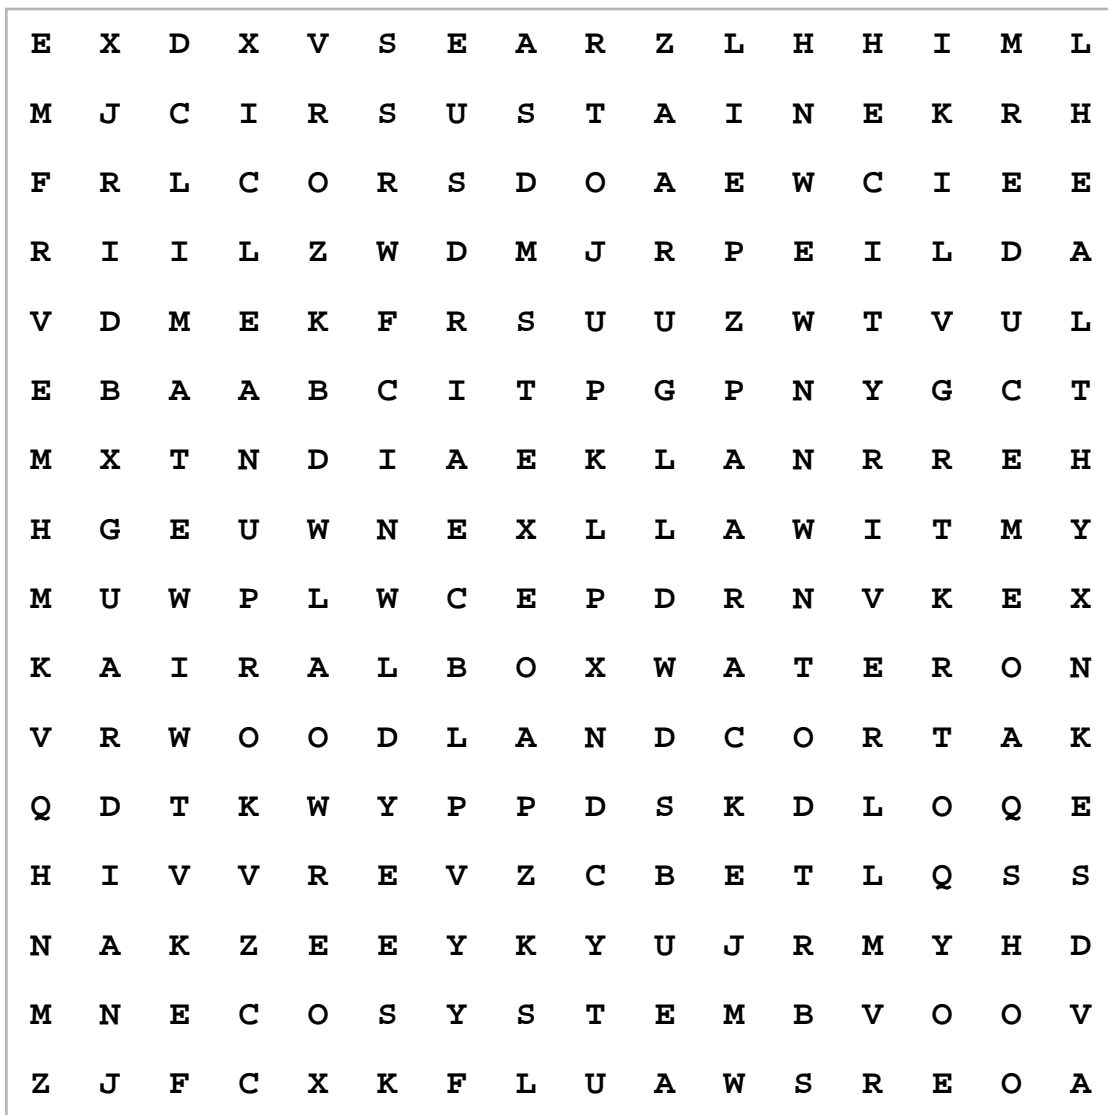 E X D X V S E A R Z L H H I M L
M J C I R S U S T A I N E K R H
F R L C O R S D O A E W C I E E
R I I L Z W D M J R P E I L D A
V D M E K F R S U U Z W T V U L
E B A A B C I T P G P N Y G C T
M X T N D I A E K L A N R R E H
H G E U W N E X L L A W I T M Y
M U W P L W C E P D R N V K E X
K A I R A L B O X W A T E R O N
V R W O O D L A N D C O R T A K
Q D T K W Y P P D S K D L O Q E
H I V V R E V Z C B E T L Q S S
N A K Z E E Y K Y U J R M Y H D
M N E C O S Y S T E M B V O O V
Z J F C X K F L U A W S R E O A